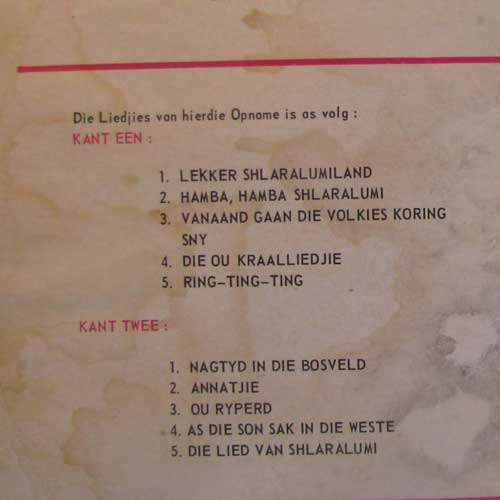 Die Liedjies van hierdie Opname is as volg :
KANT EEN :
1. LEKKER SHLARALUMILAND
2. HAMBA, HAMBA SHLARALUMI
3. VANAAND GAAN DIE VOLKIES KORING
SNY
4. DIE OU KRAALLIEDJIE
5. RING-TING-TING
KANT TWEE :
1. NAGTYD IN DIE BOSVELD
2. ANNATJIE
3. OU RYPERD
4. AS DIE SON SAK IN DIE WESTE
5. DIE LIED VAN SHLARALUMI